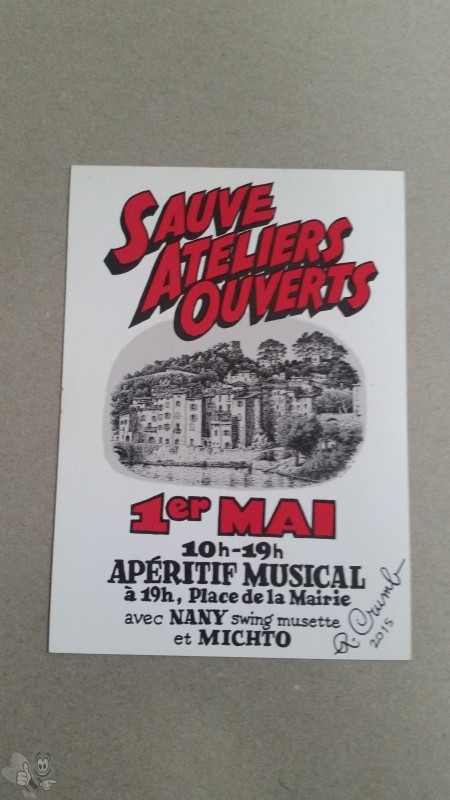 SAUVE
ATELIERS
OUVERTS
1er MAI
10h-19h
APÉRITIF MUSICAL
à 19h, Place de la Mairie
avec NANY swing musette
et MICHTO
R. Crumb
2015